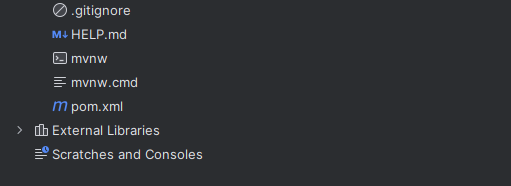 .gitignore
M↓ HELP.md
mvnw
mvnw.cmd
m pom.xml
External Libraries
Scratches and Consoles